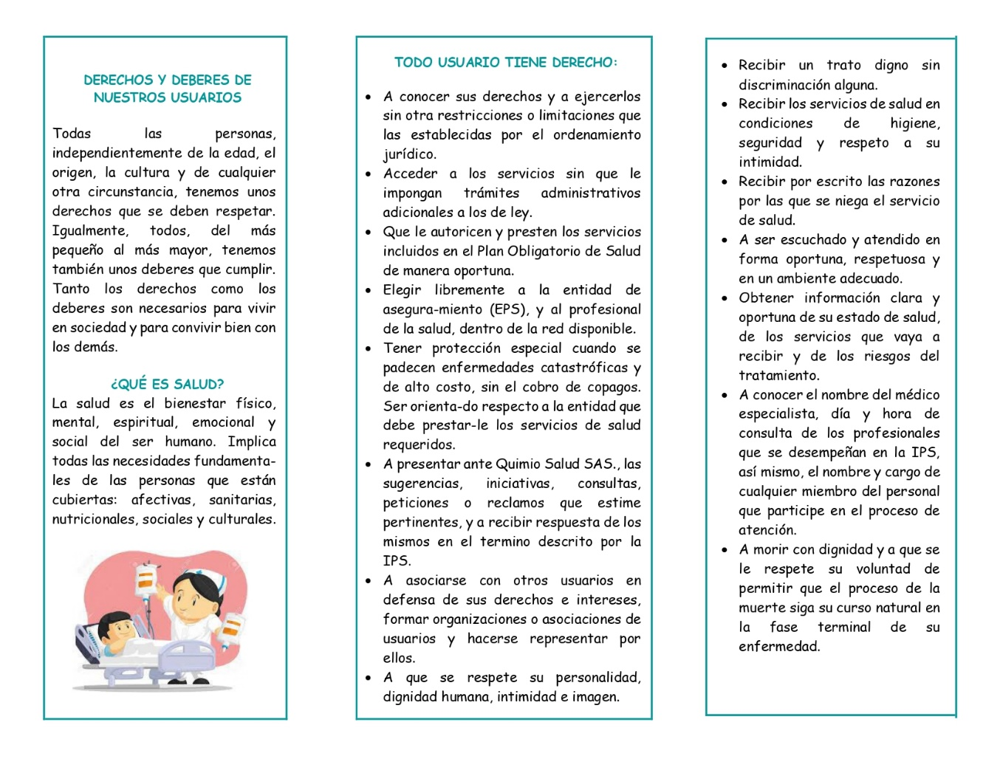 DERECHOS Y DEBERES DE
NUESTROS USUARIOS
Todas las personas,
independientemente de la edad, el
origen, la cultura y de cualquier
otra circunstancia, tenemos unos
derechos que se deben respetar.
Igualmente, todos, del más
pequeño al más mayor, tenemos
también unos deberes que cumplir.
Tanto los derechos como los
deberes son necesarios para vivir
en sociedad y para convivir bien con
los demás.
¿QUÉ ES SALUD?
La salud es el bienestar físico,
mental, espiritual, emocional y
social del ser humano. Implica
todas las necesidades fundamenta-
les de las personas que están
cubiertas: afectivas, sanitarias,
nutricionales, sociales y culturales.
TODO USUARIO TIENE DERECHO:
• A conocer sus derechos y a ejercerlos
sin otra restricciones o limitaciones que
las establecidas por el ordenamiento
jurídico.
• Acceder a los servicios sin que le
impongan trámites administrativos
adicionales a los de ley.
• Que le autoricen y presten los servicios
incluidos en el Plan Obligatorio de Salud
de manera oportuna.
• Elegir libremente a la entidad de
asegura-miento (EPS), y al profesional
de la salud, dentro de la red disponible.
• Tener protección especial cuando se
padecen enfermedades catastróficas y
de alto costo, sin el cobro de copagos.
Ser orienta-do respecto a la entidad que
debe prestar-le los servicios de salud
requeridos.
• A presentar ante Quimio Salud SAS., las
sugerencias, iniciativas, consultas,
peticiones o reclamos que estime
pertinentes, y a recibir respuesta de los
mismos en el termino descrito por la
IPS.
• A asociarse con otros usuarios en
defensa de sus derechos e intereses,
formar organizaciones o asociaciones de
usuarios y hacerse representar por
ellos.
• A que se respete su personalidad,
dignidad humana, intimidad e imagen.
• Recibir un trato digno sin
discriminación alguna.
• Recibir los servicios de salud en
condiciones de higiene,
seguridad y respeto a su
intimidad.
• Recibir por escrito las razones
por las que se niega el servicio
de salud.
• A ser escuchado y atendido en
forma oportuna, respetuosa y
en un ambiente adecuado.
• Obtener información clara y
oportuna de su estado de salud,
de los servicios que vaya a
recibir y de los riesgos del
tratamiento.
• A conocer el nombre del médico
especialista, día y hora de
consulta de los profesionales
que se desempeñan en la IPS,
así mismo, el nombre y cargo de
cualquier miembro del personal
que participe en el proceso de
atención.
• A morir con dignidad y a que se
le respete su voluntad de
permitir que el proceso de la
muerte siga su curso natural en
la fase terminal de su
enfermedad.